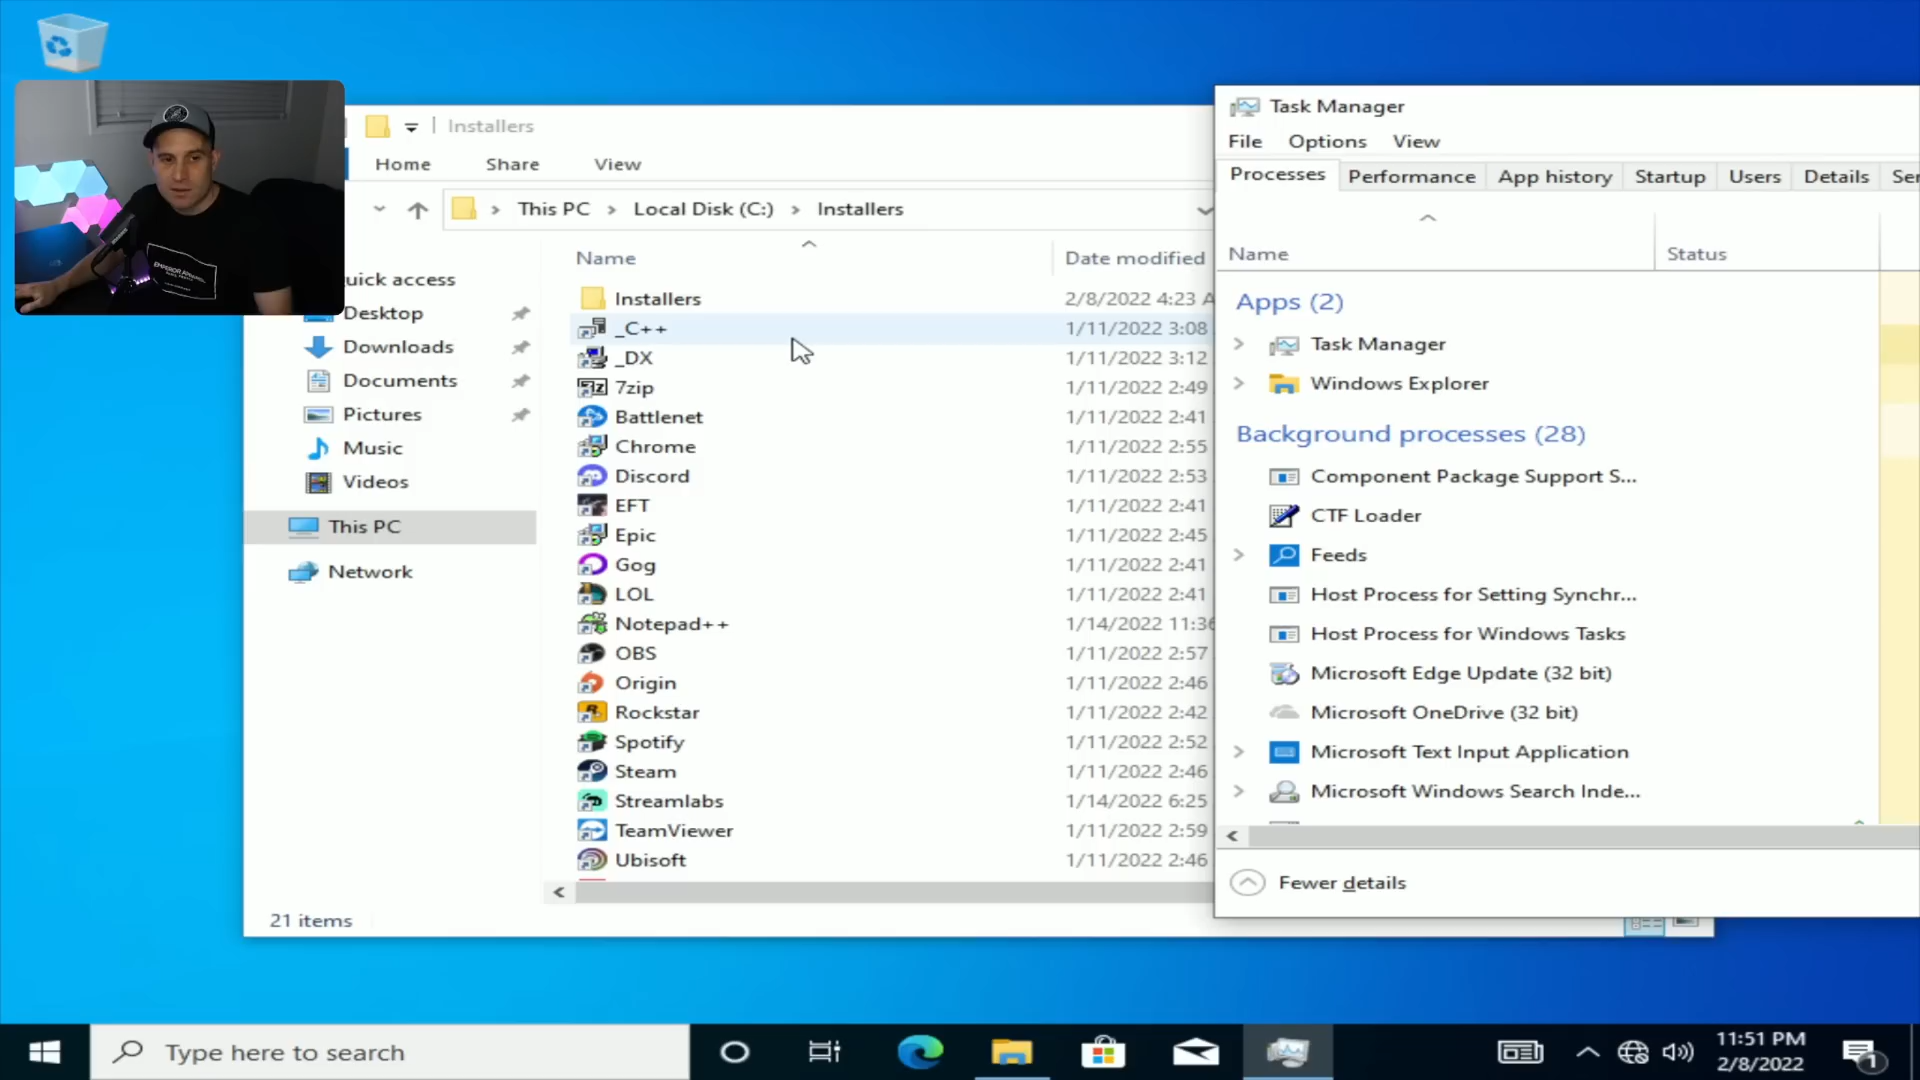 Installers
Home Share View
This PC Local Disk (C:) Installers
Name Date modified
uick access
Desktop
Downloads
Documents
Pictures
Music
Videos
This PC
Network
Installers 2/8/2022 4:23 A
_C++ 1/11/2022 3:08
_DX 1/11/2022 3:12
7zip 1/11/2022 2:49
Battlenet 1/11/2022 2:41
Chrome 1/11/2022 2:55
Discord 1/11/2022 2:53
EFT 1/11/2022 2:41
Epic 1/11/2022 2:45
Gog 1/11/2022 2:41
LOL 1/11/2022 2:41
Notepad++ 1/14/2022 11:36
OBS 1/11/2022 2:57
Origin 1/11/2022 2:46
Rockstar 1/11/2022 2:42
Spotify 1/11/2022 2:52
Steam 1/11/2022 2:46
Streamlabs 1/14/2022 6:25
TeamViewer 1/11/2022 2:59
Ubisoft 1/11/2022 2:46
21 items
Task Manager
File Options View
Processes Performance App history Startup Users Details Ser
Name Status
Apps (2)
Task Manager
Windows Explorer
Background processes (28)
Component Package Support S...
CTF Loader
Feeds
Host Process for Setting Synchr...
Host Process for Windows Tasks
Microsoft Edge Update (32 bit)
Microsoft OneDrive (32 bit)
Microsoft Text Input Application
Microsoft Windows Search Inde...
Fewer details
Type here to search
11:51 PM
2/8/2022
1